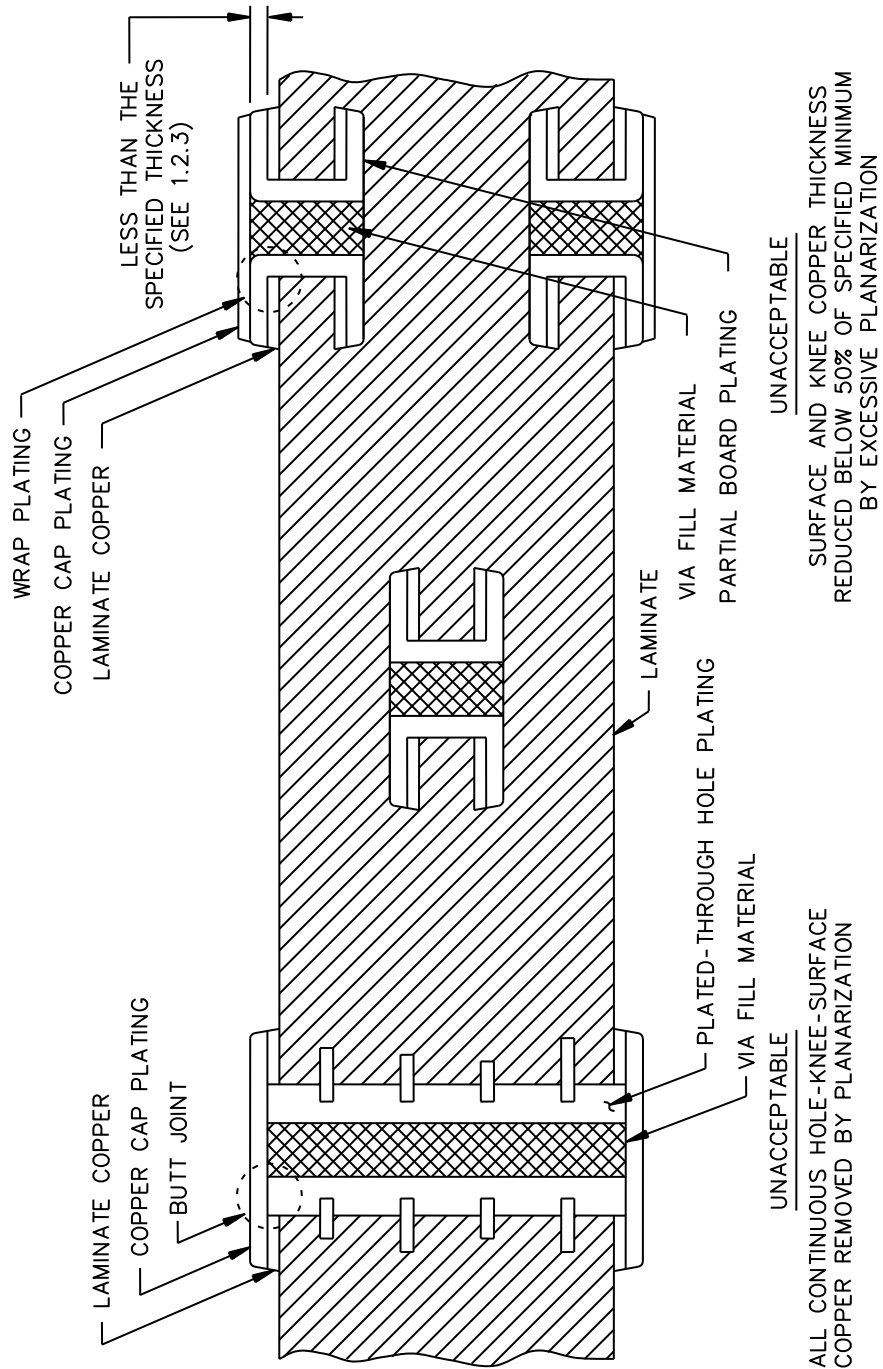 LAMINATE COPPER
COPPER CAP PLATING
BUTT JOINT
WRAP PLATING
COPPER CAP PLATING
LAMINATE COPPER
LESS THAN THE
SPECIFIED THICKNESS
(SEE 1.2.3)
PLATED-THROUGH HOLE PLATING
VIA FILL MATERIAL
LAMINATE
VIA FILL MATERIAL
PARTIAL BOARD PLATING
UNACCEPTABLE
ALL CONTINUOUS HOLE-KNEE-SURFACE
COPPER REMOVED BY PLANARIZATION
UNACCEPTABLE
SURFACE AND KNEE COPPER THICKNESS
REDUCED BELOW 50% OF SPECIFIED MINIMUM
BY EXCESSIVE PLANARIZATION